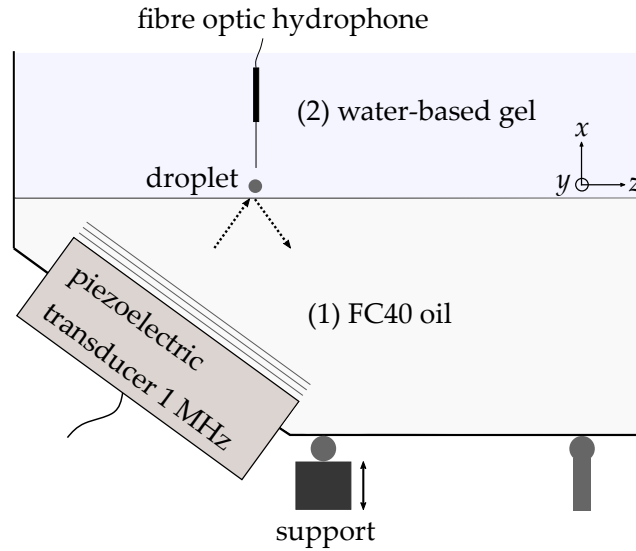 fibre optic hydrophone
(2) water-based gel
x
droplet
y
z
(1) FC40 oil
piezoelectric
transducer 1 MHz
support